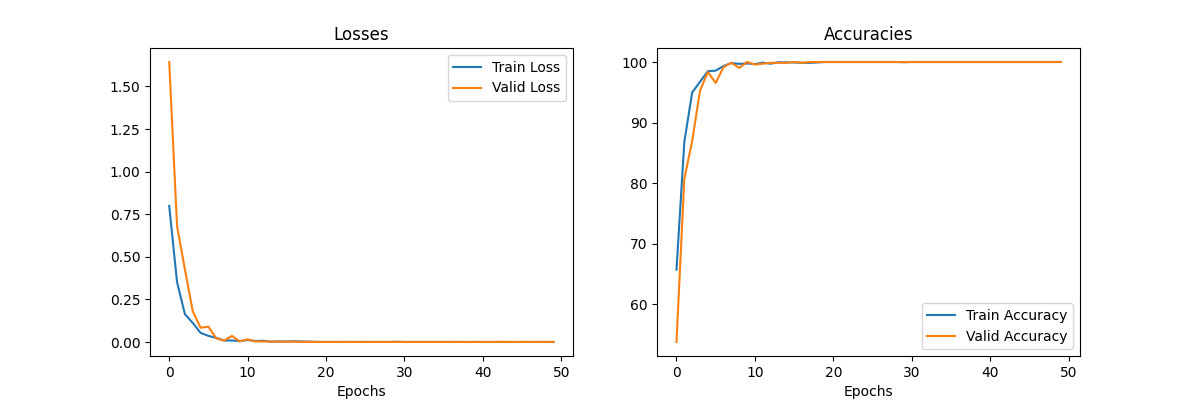 Losses
1.50
1.25
1.00
0.75
0.50
0.25
0.00
0 10 20 30 40 50
Epochs
Train Loss
Valid Loss
Accuracies
100
90
80
70
60
0 10 20 30 40 50
Epochs
Train Accuracy
Valid Accuracy